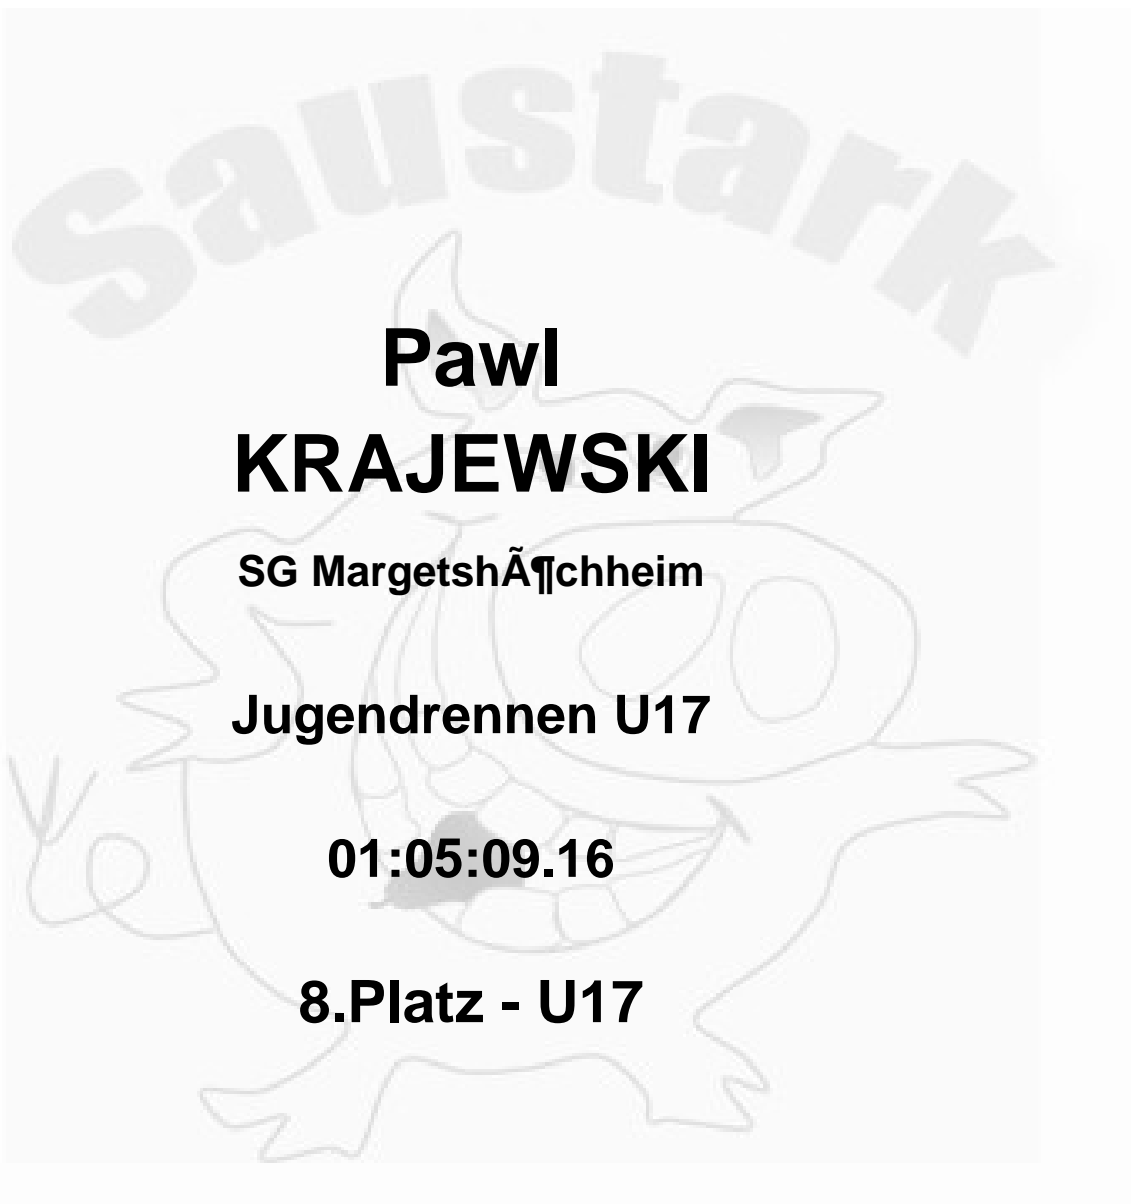 Saustark
Pawl
KRAJEWSKI
SG MargetshÃ¶chheim
Jugendrennen U17
01:05:09.16
8.Platz - U17